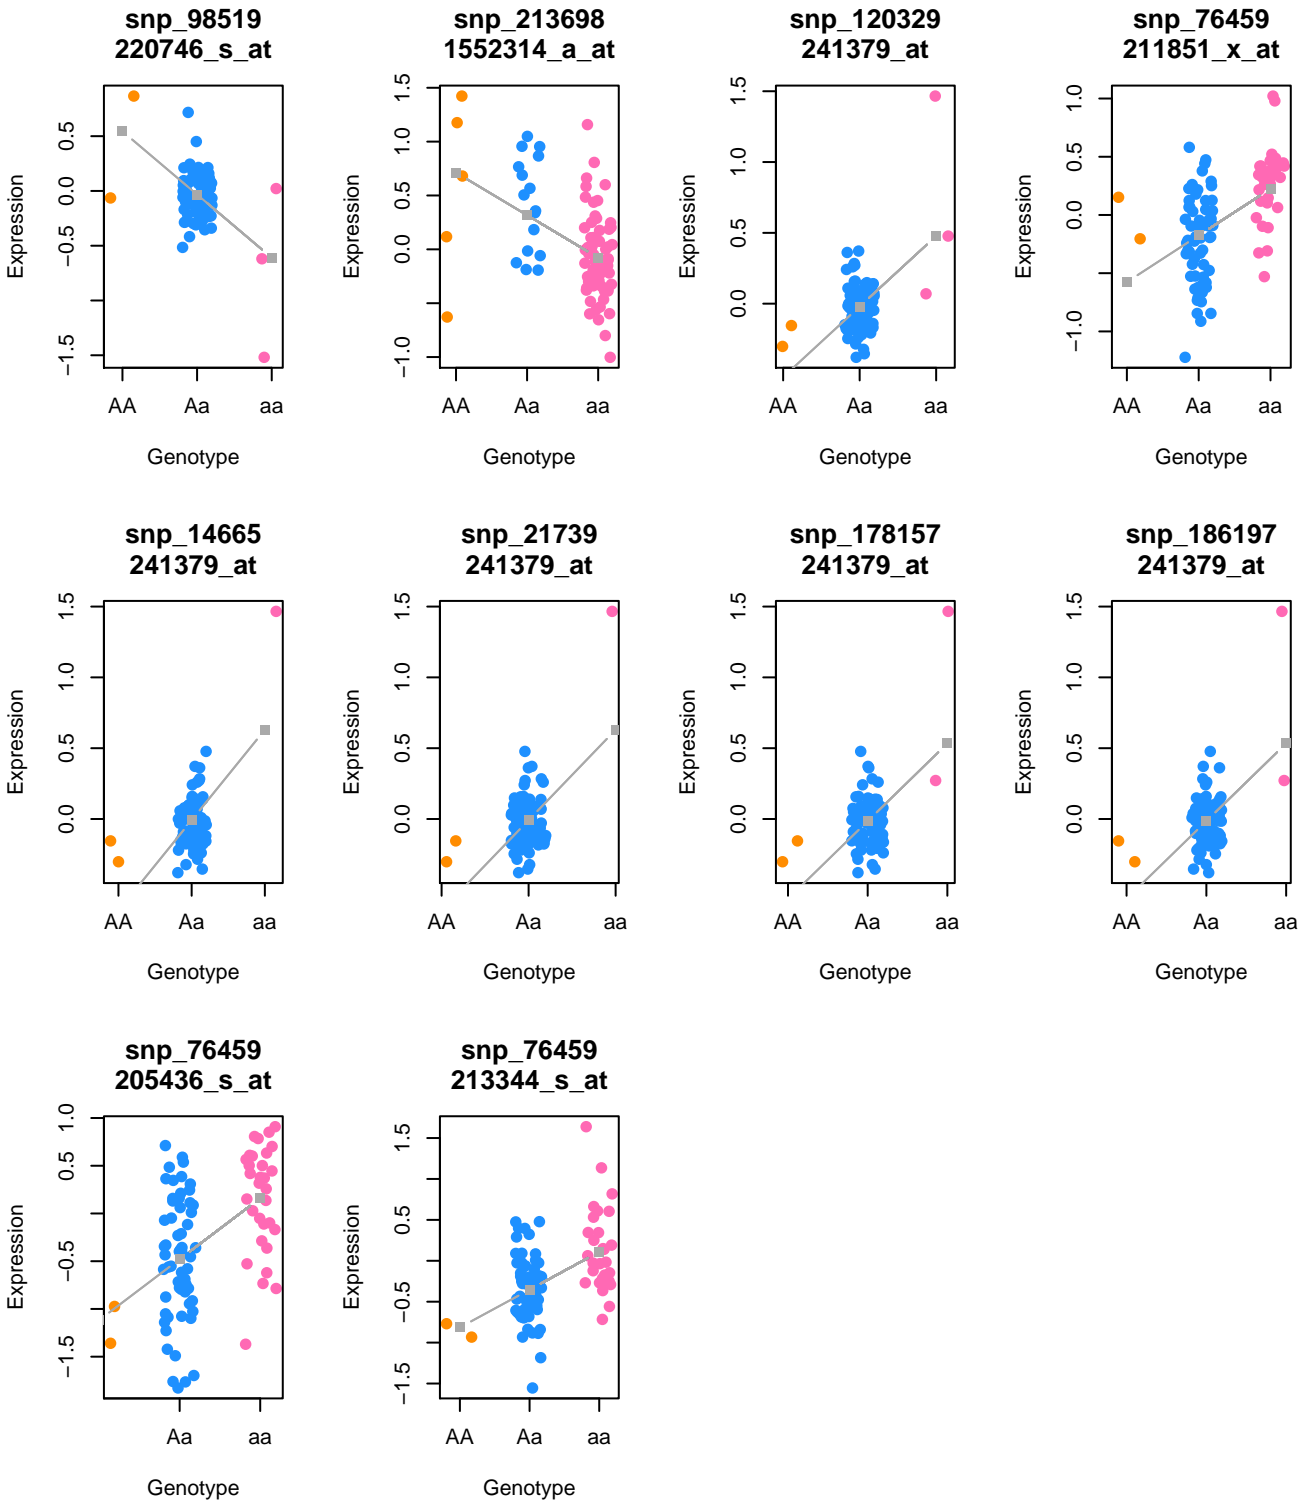 snp_98519
220746_s_at
Expression
0.5
0.0
−0.5
−1.5
AA Aa aa
Genotype
snp_213698
1552314_a_at
Expression
1.5
1.0
0.5
0.0
−1.0
AA Aa aa
Genotype
snp_120329
241379_at
Expression
1.5
1.0
0.5
0.0
AA Aa aa
Genotype
snp_76459
211851_x_at
Expression
1.0
0.5
0.0
−1.0
AA Aa aa
Genotype
snp_14665
241379_at
Expression
1.5
1.0
0.5
0.0
AA Aa aa
Genotype
snp_21739
241379_at
Expression
1.5
1.0
0.5
0.0
AA Aa aa
Genotype
snp_178157
241379_at
Expression
1.5
1.0
0.5
0.0
AA Aa aa
Genotype
snp_186197
241379_at
Expression
1.5
1.0
0.5
0.0
AA Aa aa
Genotype
snp_76459
205436_s_at
Expression
1.0
0.5
−0.5
−1.5
Aa aa
Genotype
snp_76459
213344_s_at
Expression
1.5
0.5
−0.5
−1.5
AA Aa aa
Genotype